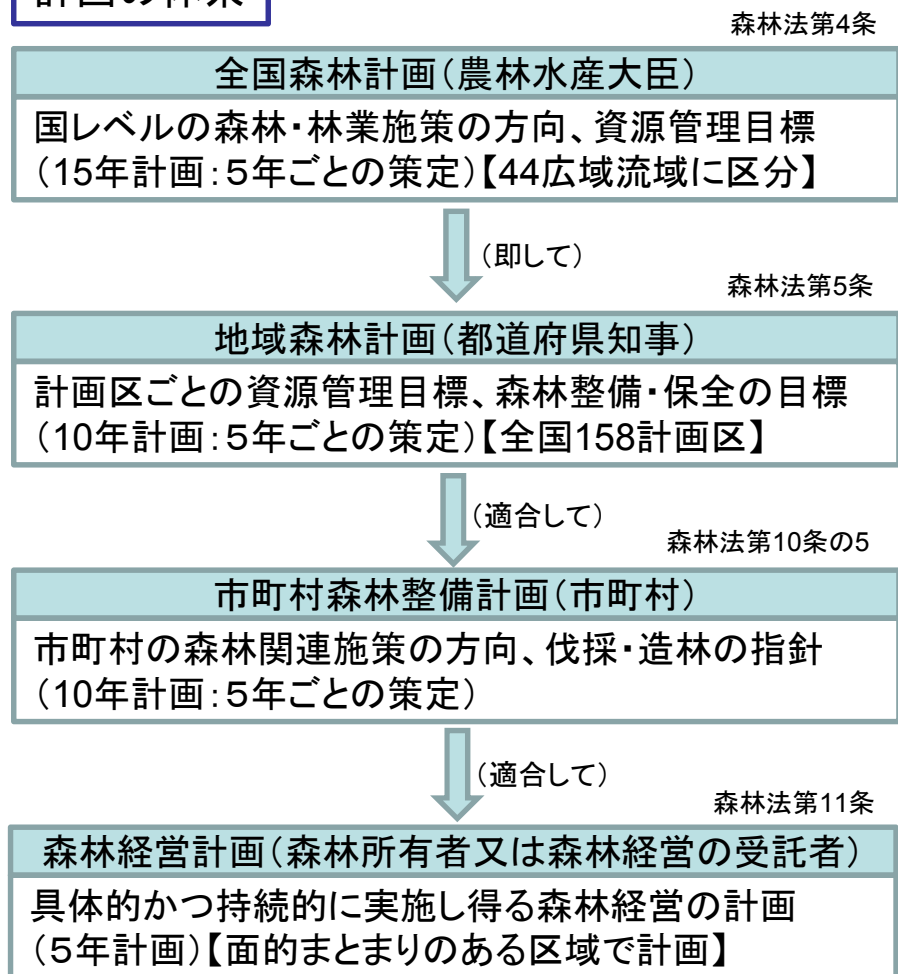 計画の体系
森林法第4条
全国森林計画（農林水産大臣）
国レベルの森林・林業施策の方向、資源管理目標
（15年計画：５年ごとの策定）【44広域流域に区分】
（即して）
森林法第5条
地域森林計画（都道府県知事）
計画区ごとの資源管理目標、森林整備・保全の目標
（10年計画：５年ごとの策定）【全国158計画区】
（適合して）
森林法第10条の5
市町村森林整備計画（市町村）
市町村の森林関連施策の方向、伐採・造林の指針
（10年計画：５年ごとの策定）
（適合して）
森林法第11条
森林経営計画（森林所有者又は森林経営の受託者）
具体的かつ持続的に実施し得る森林経営の計画
（５年計画）【面的まとまりのある区域で計画】